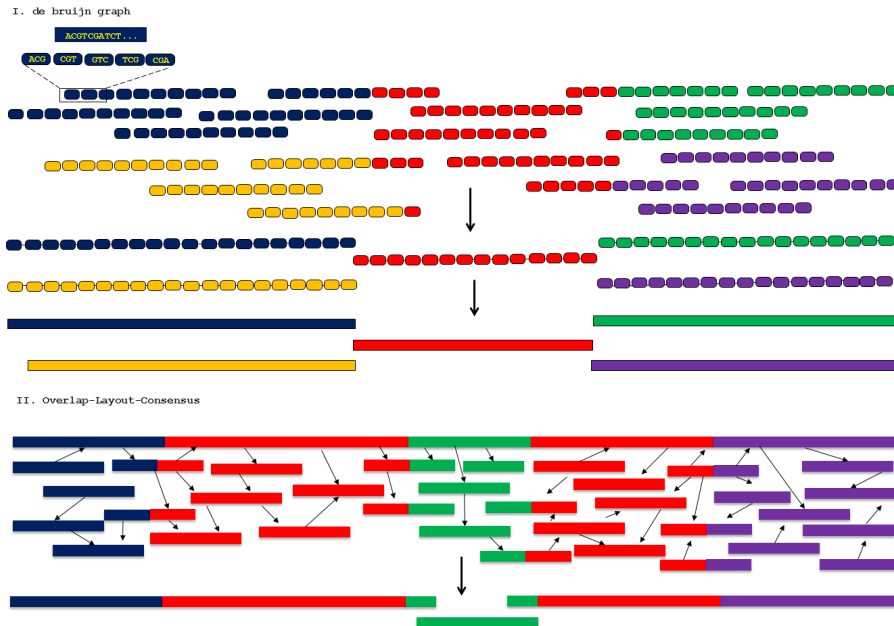 I. de bruijn graph
ACGTCGATCT...
ACG CGT GTC TCG CGA
II. Overlap-Layout-Consensus